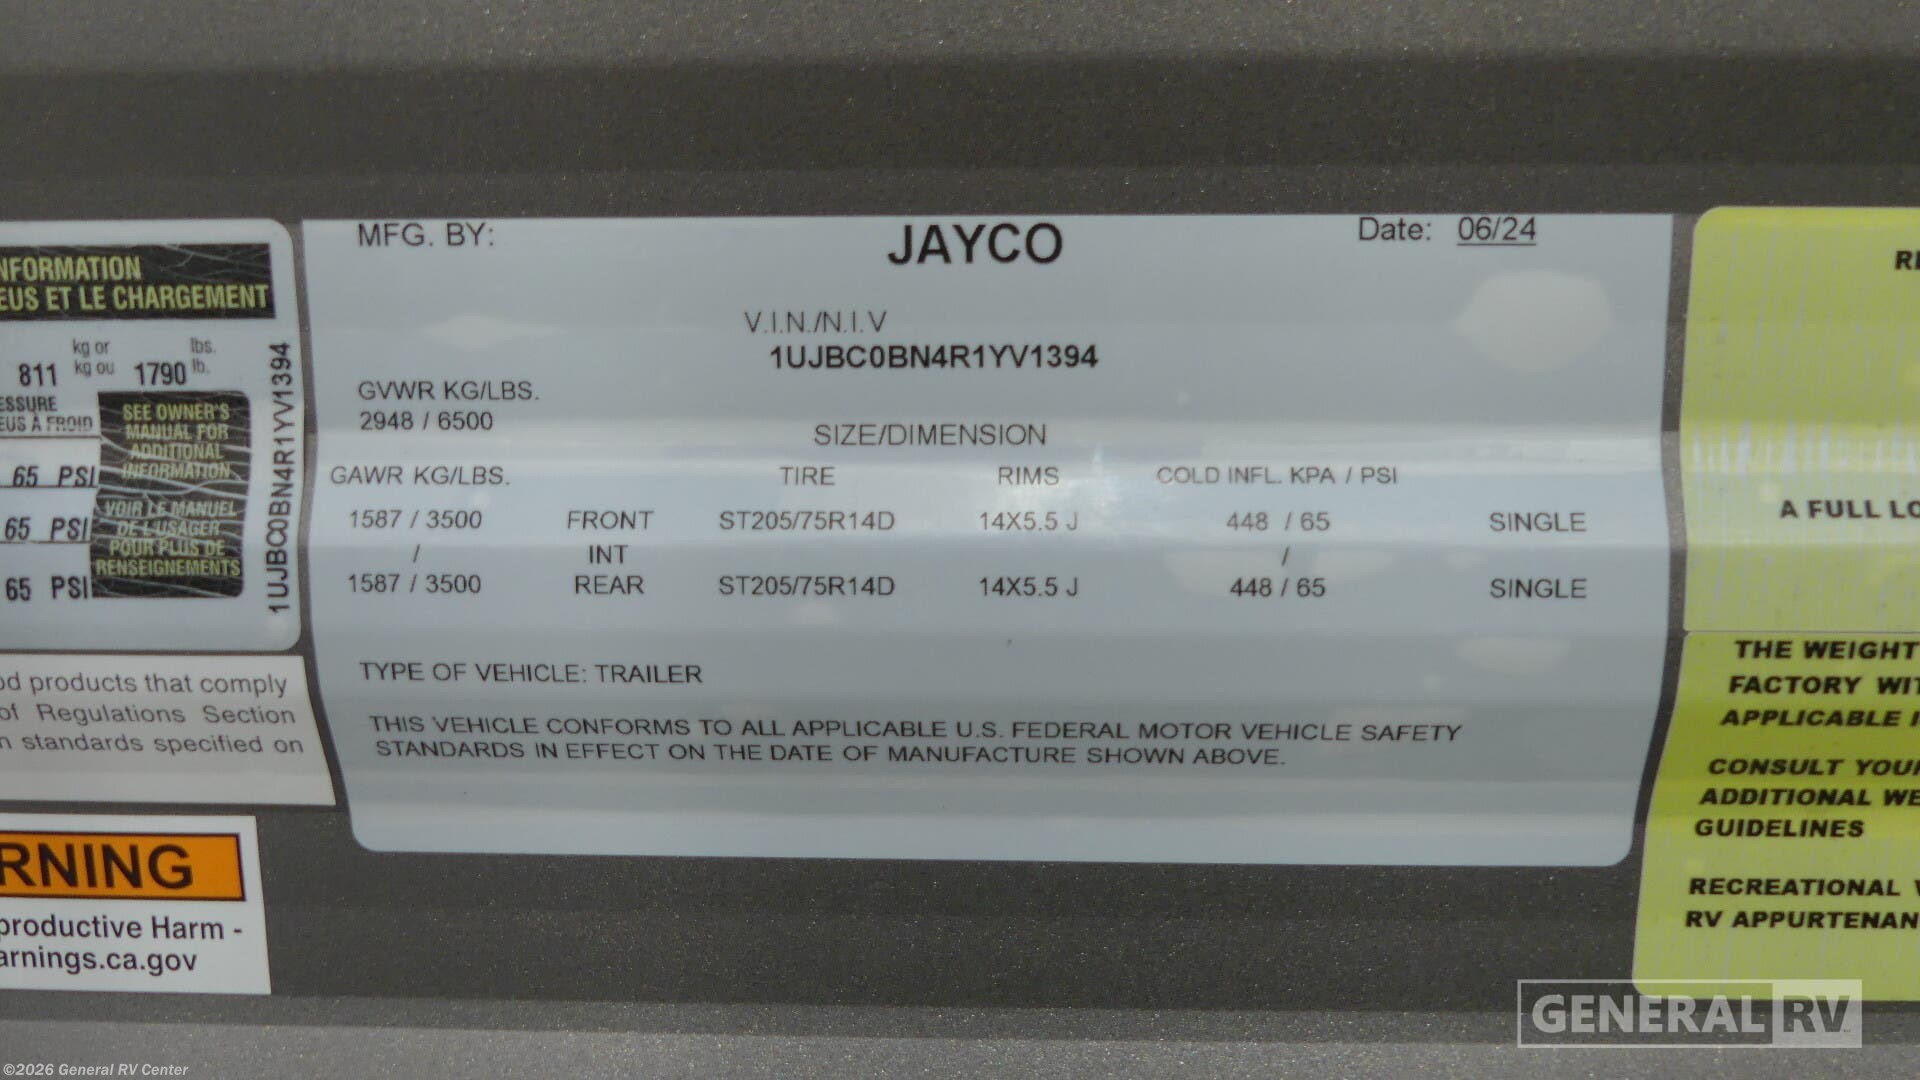 NFORMATION
EUS ET LE CHARGEMENT
811 kg or kg ou 1790 lbs. lb.
ESSURE
EUS À FROID
65 PSI
65 PSI
65 PSI
SEE OWNER'S
MANUAL FOR
ADDITIONAL
INFORMATION
VOIR LE MANUEL
DE L'USAGER
POUR PLUS DE
RENSEIGNEMENTS
1UJBC0BN4R1YV1394
od products that comply
of Regulations Section
n standards specified on
RNING
productive Harm -
arnings.ca.gov
MFG. BY: JAYCO Date: 06/24
V.I.N./N.I.V
1UJBC0BN4R1YV1394
GVWR KG/LBS.
2948 / 6500
SIZE/DIMENSION
GAWR KG/LBS. TIRE RIMS COLD INFL. KPA / PSI
1587 / 3500 FRONT ST205/75R14D 14X5.5 J 448 / 65 SINGLE
/ INT /
1587 / 3500 REAR ST205/75R14D 14X5.5 J 448 / 65 SINGLE
TYPE OF VEHICLE: TRAILER
THIS VEHICLE CONFORMS TO ALL APPLICABLE U.S. FEDERAL MOTOR VEHICLE SAFETY
STANDARDS IN EFFECT ON THE DATE OF MANUFACTURE SHOWN ABOVE.
RE
A FULL LO
THE WEIGHT
FACTORY WIT
APPLICABLE
CONSULT YOUR
ADDITIONAL WE
GUIDELINES
RECREATIONAL V
RV APPURTENAN
GENERAL RV
©2026 General RV Center